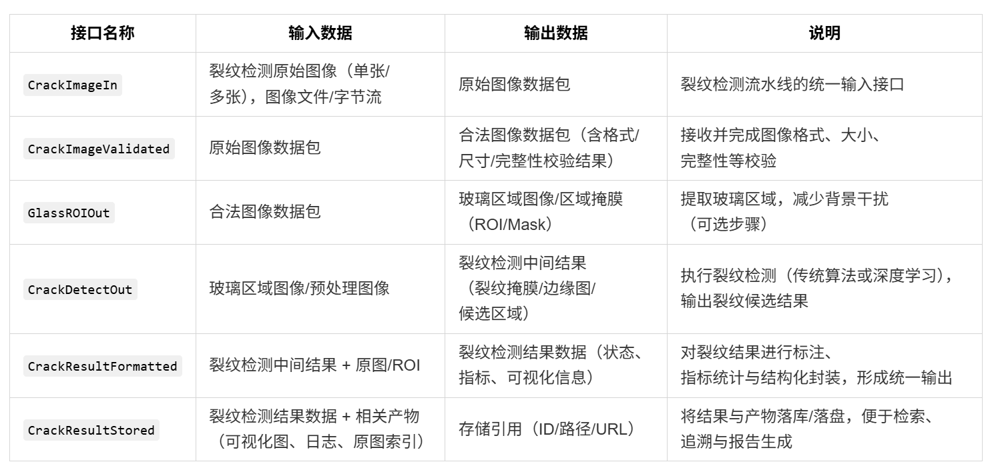 接口名称
输入数据
输出数据
说明
CrackImageIn
裂纹检测原始图像（单张/
多张），图像文件/字节流
原始图像数据包
裂纹检测流水线的统一输入接口
CrackImageValidated
原始图像数据包
合法图像数据包（含格式/
尺寸/完整性校验结果）
接收并完成图像格式、大小、
完整性等校验
GlassROIOut
合法图像数据包
玻璃区域图像/区域掩膜
（ROI/Mask）
提取玻璃区域，减少背景干扰
（可选步骤）
CrackDetectOut
玻璃区域图像/预处理图像
裂纹检测中间结果
（裂纹掩膜/边缘图/
候选区域）
执行裂纹检测（传统算法或深度学习），
输出裂纹候选结果
CrackResultFormatted
裂纹检测中间结果 + 原图/ROI
裂纹检测结果数据（状态、
指标、可视化信息）
对裂纹结果进行标注、
指标统计与结构化封装，形成统一输出
CrackResultStored
裂纹检测结果数据 + 相关产物
（可视化图、日志、原图索引）
存储引用（ID/路径/URL）
将结果与产物落库/落盘，便于检索、
追溯与报告生成